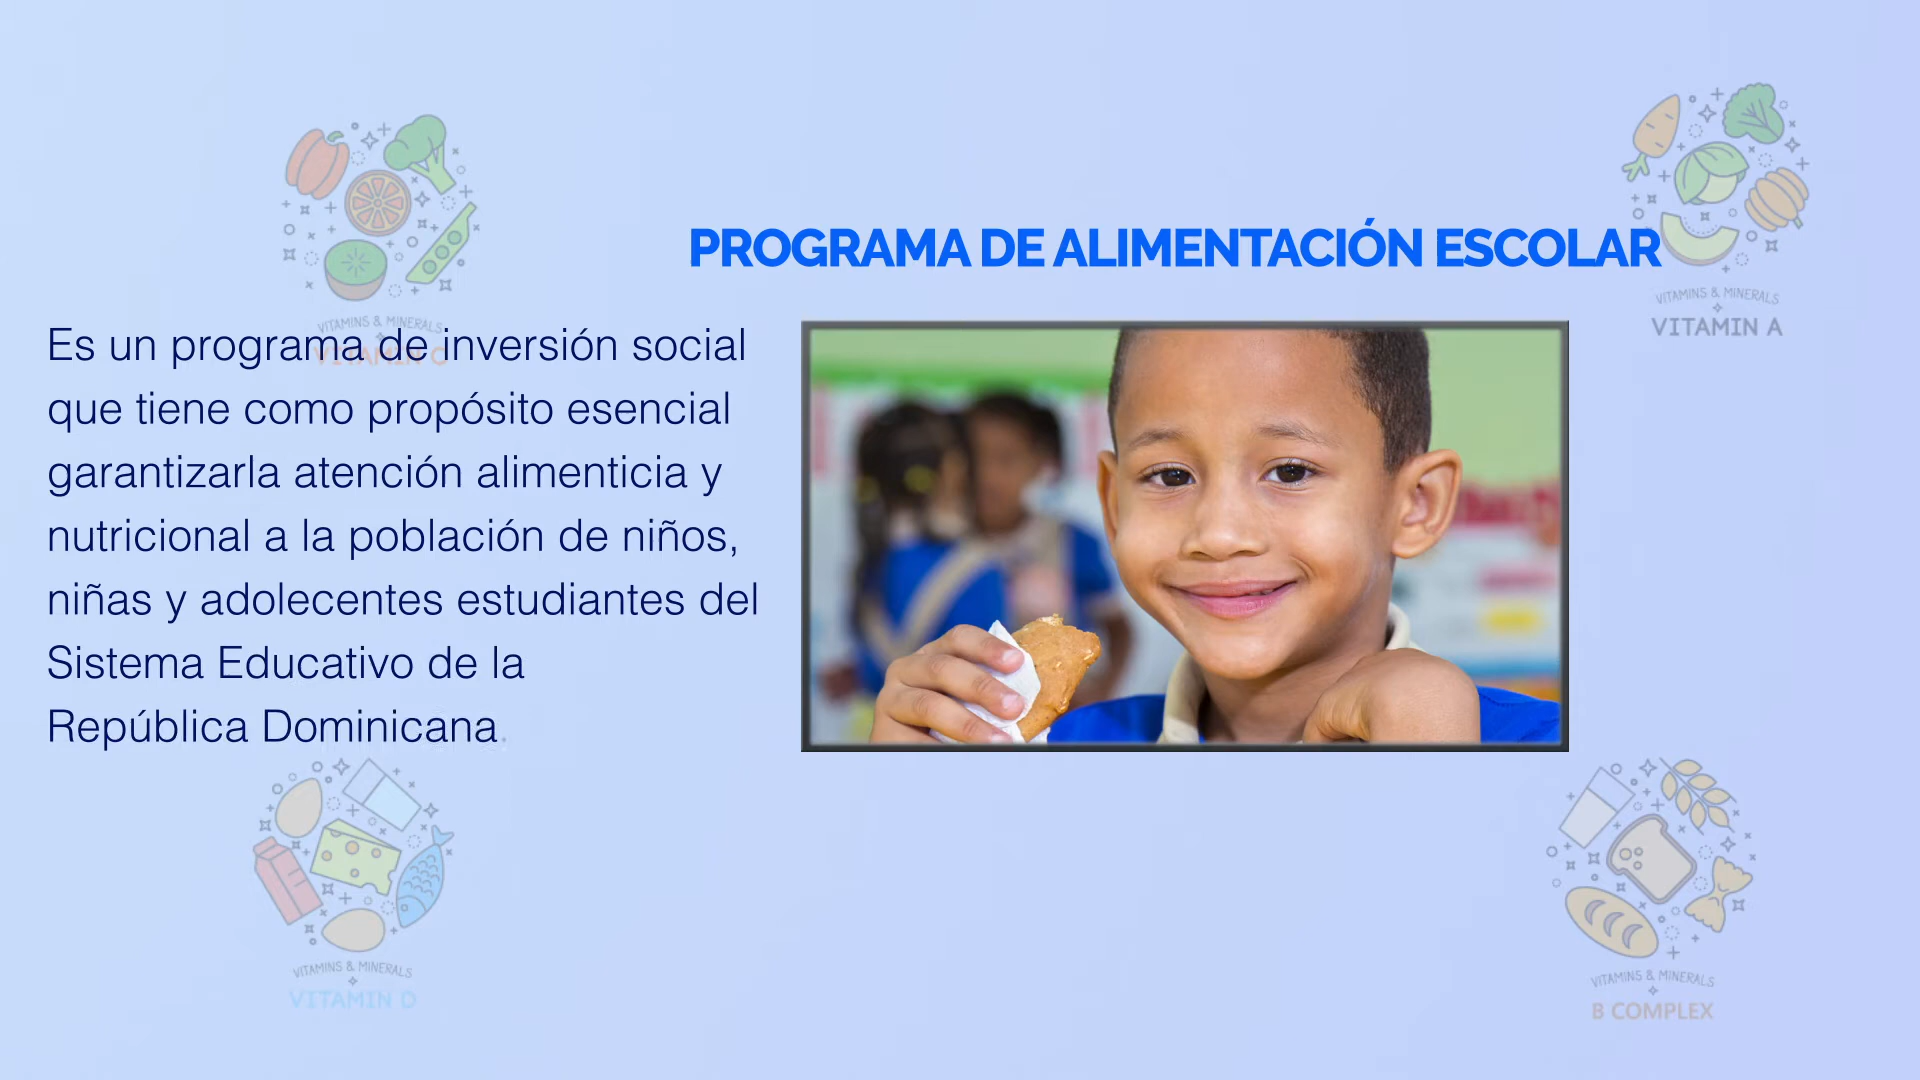 PROGRAMA DE ALIMENTACIÓN ESCOLAR
Es un programa de inversión social
que tiene como propósito esencial
garantizarla atención alimenticia y
nutricional a la población de niños,
niñas y adolecentes estudiantes del
Sistema Educativo de la
República Dominicana.
VITAMINS & MINERALS
VITAMIN C
VITAMINS & MINERALS
VITAMIN A
VITAMINS & MINERALS
VITAMIN D
VITAMINS & MINERALS
B COMPLEX